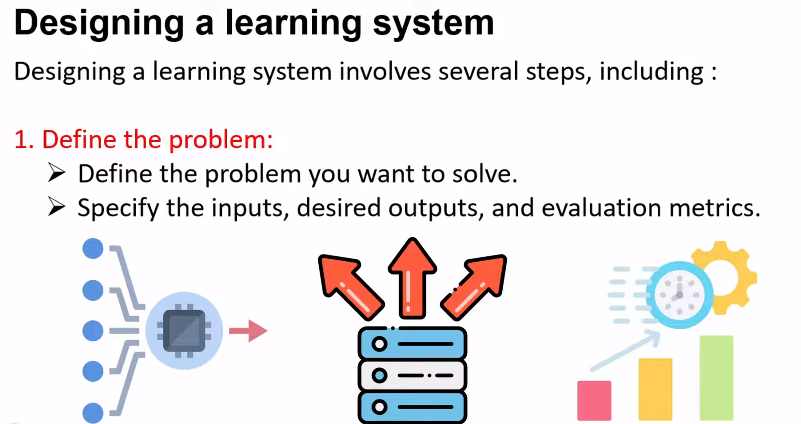 Designing a learning system
Designing a learning system involves several steps, including :
1. Define the problem:
➢ Define the problem you want to solve.
➢ Specify the inputs, desired outputs, and evaluation metrics.